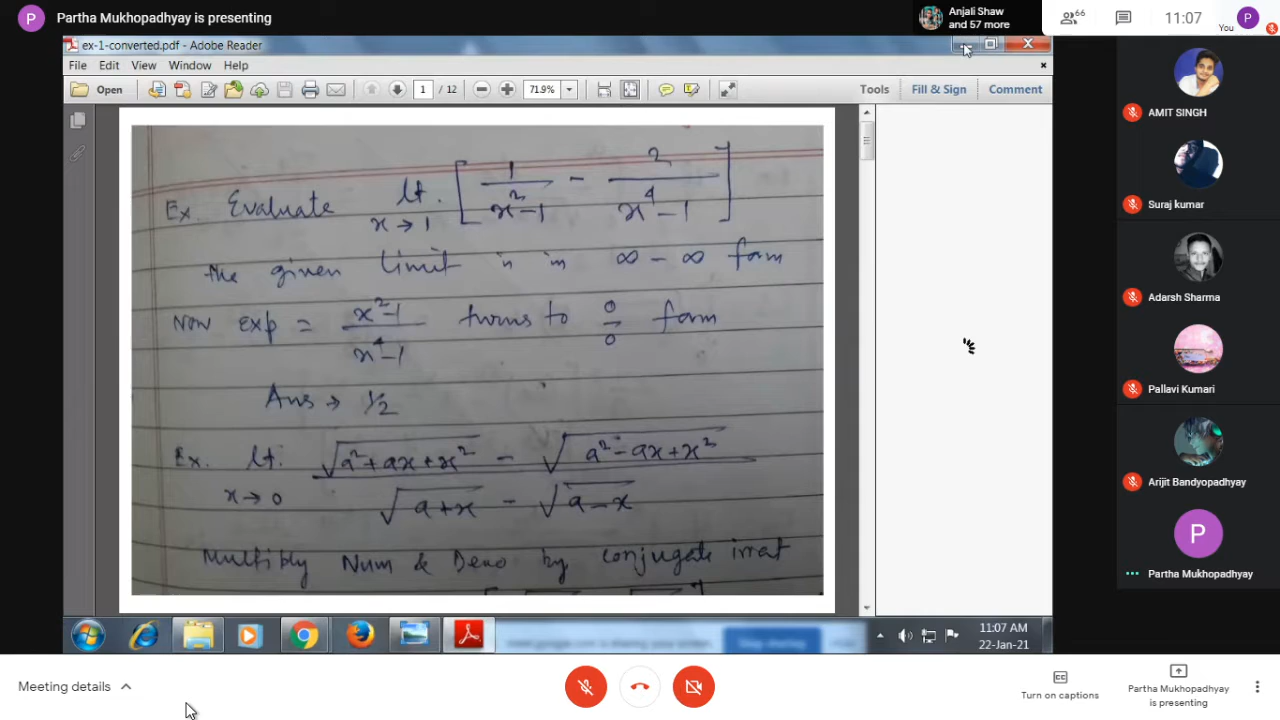 Partha Mukhopadhyay is presenting
Anjali Shaw
and 57 more
66
11:07
You
P
ex-1-converted.pdf - Adobe Reader
File Edit View Window Help
Open
1 / 12
71.9%
Tools
Fill & Sign
Comment
Ex. Evaluate lt. x→1 [ 1/(x²-1) - 2/(x⁴-1) ]
The given limit is in ∞ - ∞ form
Now exp = (x²-1)/(x⁴-1) turns to 0/0 form
Ans → 1/2
Ex. lt. x→0 (√(a²+ax+x²) - √(a²-ax+x²))/(√(a+x) - √(a-x))
Multiply Num & Deno by conjugate irrat
AMIT SINGH
Suraj kumar
Adarsh Sharma
Pallavi Kumari
Arijit Bandyopadhyay
P
Partha Mukhopadhyay
Stop sharing
11:07 AM
22-Jan-21
Meeting details
Turn on captions
Partha Mukhopadhyay
is presenting